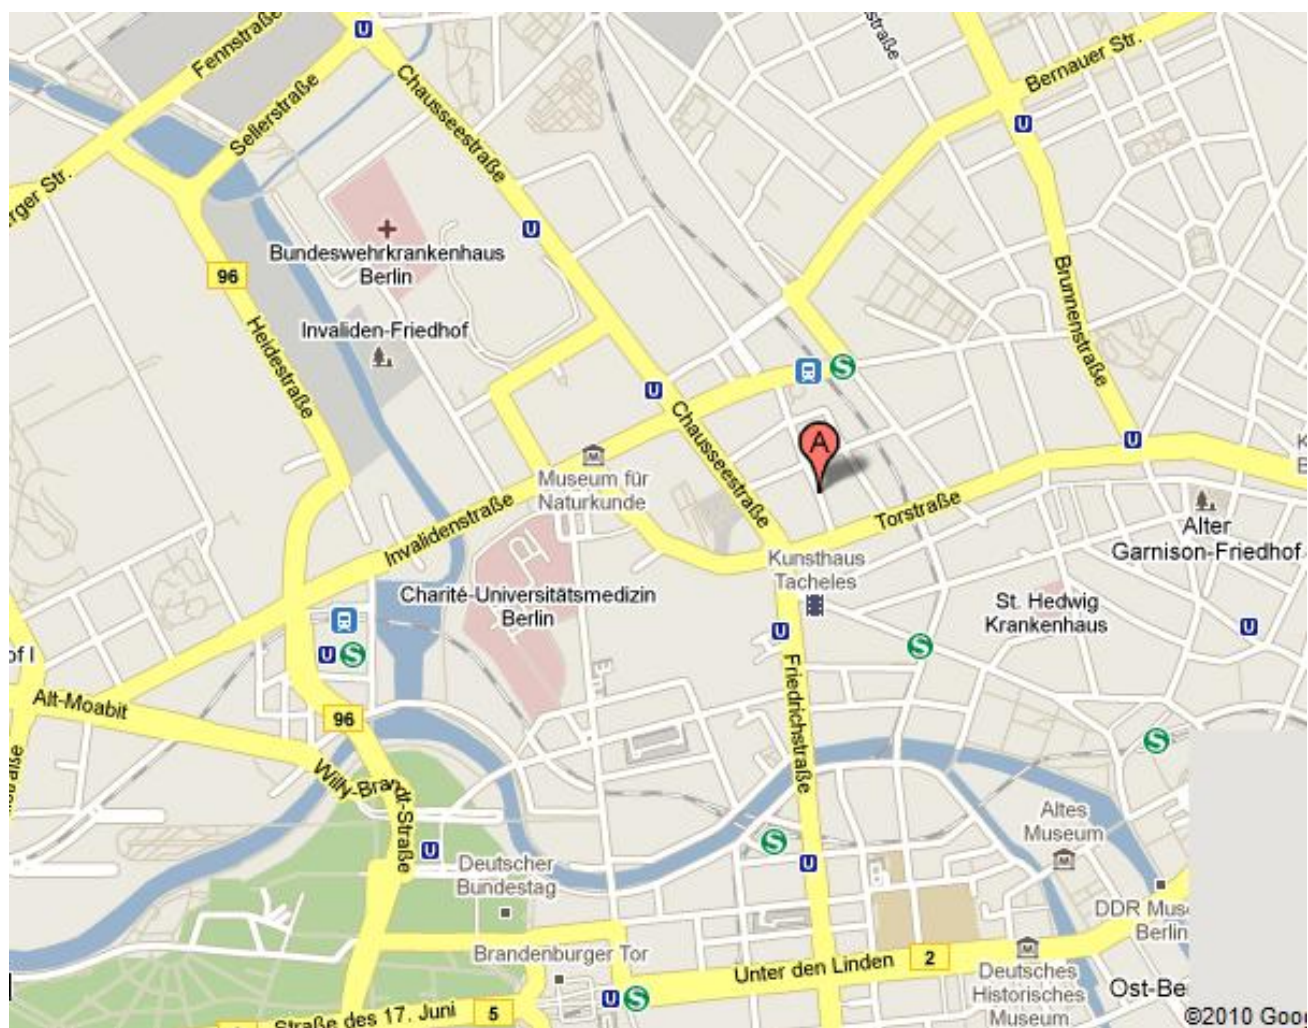 U
Fennstraße
Sellerstraße
Chausseestraße
straße
Bernauer Str.
U
rger Str.
U
Bundeswehrkrankenhaus
Berlin
96
Brunnenstraße
Invaliden-Friedhof
Heidestraße
S
U
Chausseestraße
A
U
M
Museum für
Naturkunde
Invalidenstraße
Torstraße
Alter
Garnison-Friedhof
Kunsthaus
Tacheles
Charité-Universitätsmedizin
Berlin
St. Hedwig
Krankenhaus
U
U
S
of I
U
S
Alt-Moabit
96
Friedrichstraße
S
Willy-Brandt-Straße
Altes
Museum
M
S
U
U
Deutscher
Bundestag
DDR Mus
Berlin
Brandenburger Tor
Unter den Linden
2
M
Deutsches
Historisches
Museum
Ost-Be
U
S
Straße des 17. Juni
5
©2010 Goo